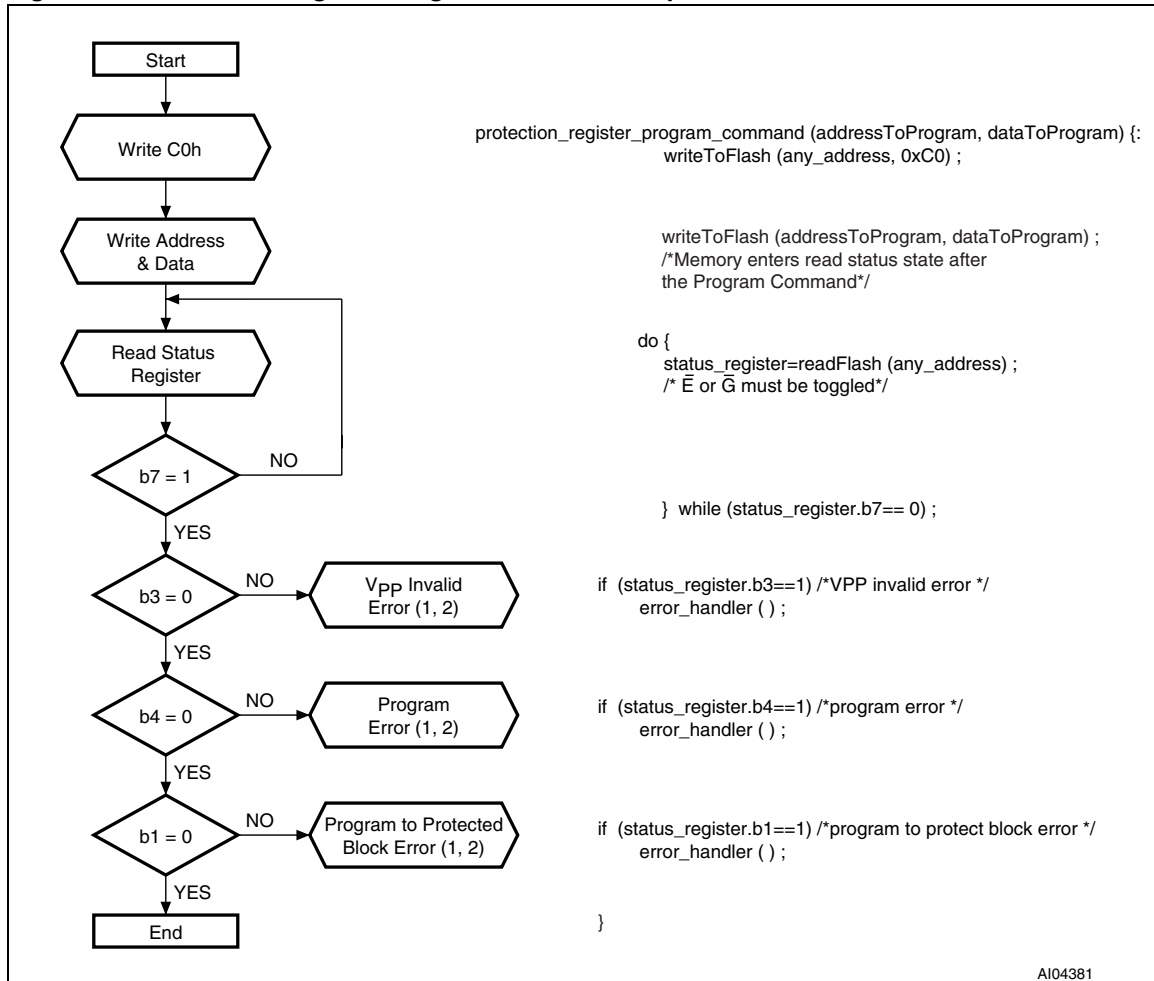 Start
Write C0h
protection_register_program_command (addressToProgram, dataToProgram) {:
writeToFlash (any_address, 0xC0) ;
Write Address
& Data
writeToFlash (addressToProgram, dataToProgram) ;
/*Memory enters read status state after
the Program Command*/
Read Status
Register
do {
status_register=readFlash (any_address) ;
/* E̅ or G̅ must be toggled*/
b7 = 1
NO
YES
} while (status_register.b7== 0) ;
b3 = 0
NO
YES
VPP Invalid
Error (1, 2)
if (status_register.b3==1) /*VPP invalid error */
error_handler ( ) ;
b4 = 0
NO
YES
Program
Error (1, 2)
if (status_register.b4==1) /*program error */
error_handler ( ) ;
b1 = 0
NO
YES
Program to Protected
Block Error (1, 2)
if (status_register.b1==1) /*program to protect block error */
error_handler ( ) ;
End
}
AI04381